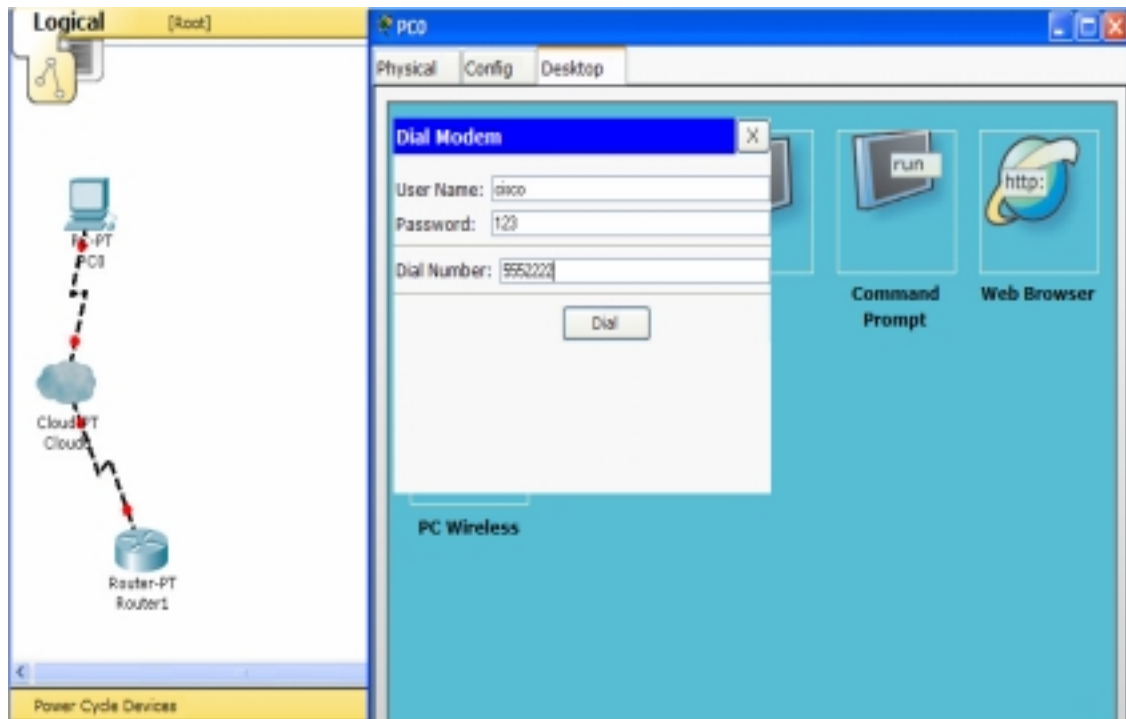 Logical [Root]
PC0
Physical Config Desktop
Dial Modem X
User Name: cisco
Password: 123
Dial Number: 5552222
Dial
run
http:
Command Prompt
Web Browser
PC Wireless
PC-PT
PC0
Cloud-PT
Router-PT
Router1
Power Cycle Devices